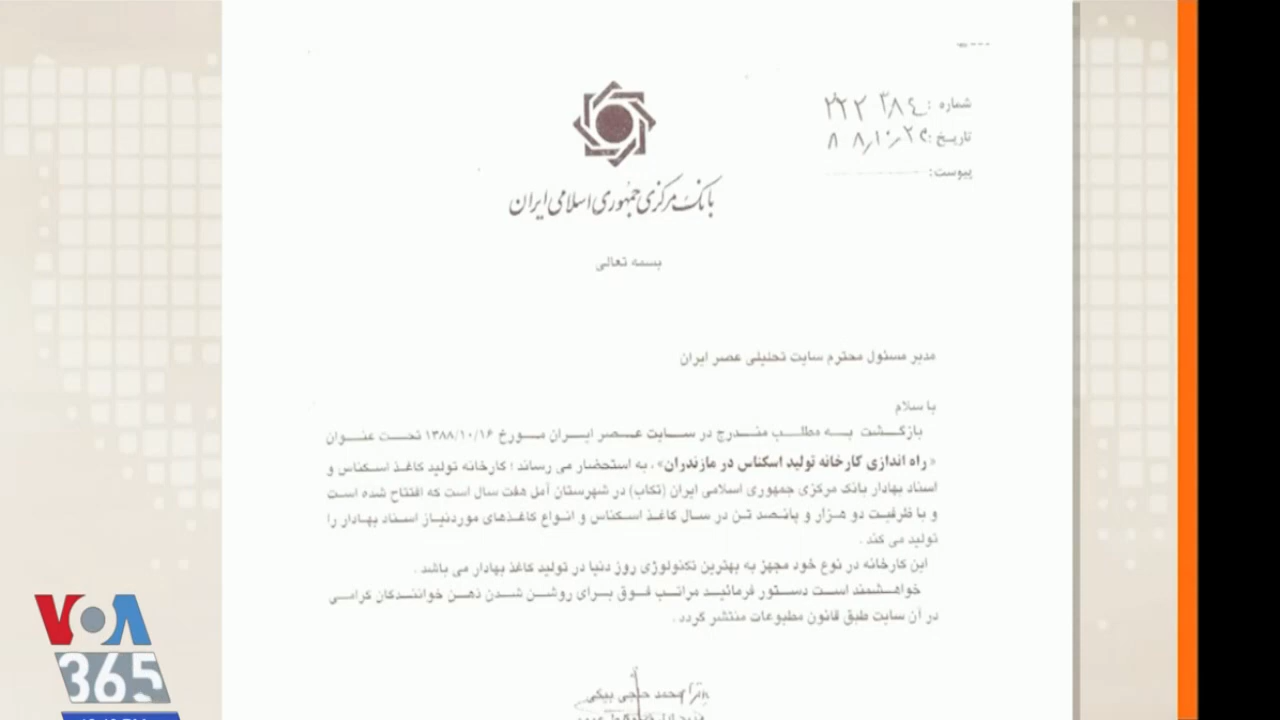 شماره : ۲۲۲۳۸۴
تاریخ : ۸۸/۱۰/۲۵
پیوست :
بانک مرکزی جمهوری اسلامی ایران
بسمه تعالی
مدیر مسئول محترم سایت تحلیلی عصر ایران
با سلام
بازگشت به مطلب مندرج در سایت عصر ایران مورخ ۱۳۸۸/۱۰/۱۶ تحت عنوان
« راه اندازی کارخانه تولید اسکناس در مازندران» ، به استحضار می رساند ؛ کارخانه تولید کاغذ اسکناس و
اسناد بهادار بانک مرکزی جمهوری اسلامی ایران (تکاب) در شهرستان آمل هفت سال است که افتتاح شده است
و با ظرفیت دو هزار و پانصد تن در سال کاغذ اسکناس و انواع کاغذهای موردنیاز اسناد بهادار را
تولید می کند .
این کارخانه در نوع خود مجهز به بهترین تکنولوژی روز دنیا در تولید کاغذ بهادار می باشد .
خواهشمند است دستور فرمائید مراتب فوق برای روشن شدن ذهن خوانندگان گرامی
در آن سایت طبق قانون مطبوعات منتشر گردد .
محمد حاجی بیکی
VOA
365